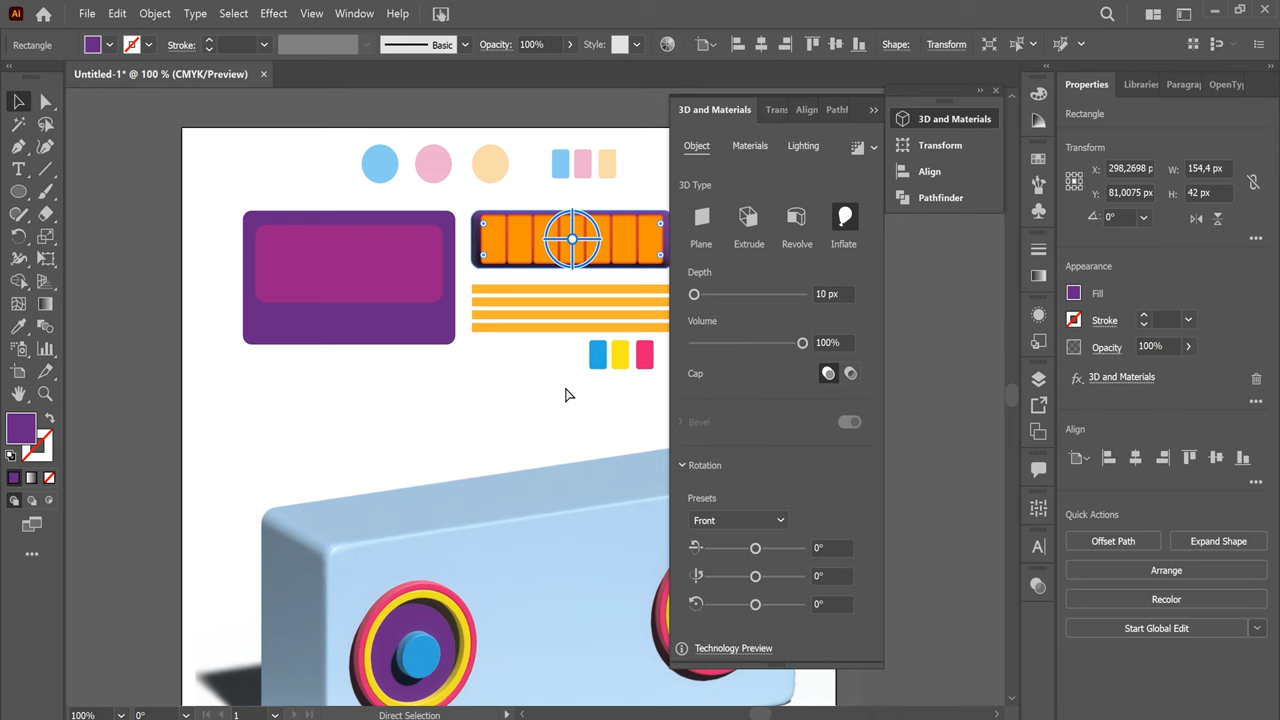 Ai File Edit Object Type Select Effect View Window Help
Rectangle Stroke: Basic Opacity: 100% Style: Shape: Transform
Untitled-1* @ 100 % (CMYK/Preview)
3D and Materials Trans Align Pathf
Object Materials Lighting
3D Type
Plane Extrude Revolve Inflate
Depth
10 px
Volume
100%
Cap
Bevel
Rotation
Presets
Front
0°
0°
0°
Technology Preview
3D and Materials
Transform
Align
Pathfinder
Properties Libraries Paragra OpenTy
Rectangle
Transform
X: 298,2698 p W: 154,4 px
Y: 81,0075 px H: 42 px
0°
Appearance
Fill
Stroke
Opacity 100%
fx 3D and Materials
Align
Quick Actions
Offset Path Expand Shape
Arrange
Recolor
Start Global Edit
100% 0° 1 Direct Selection